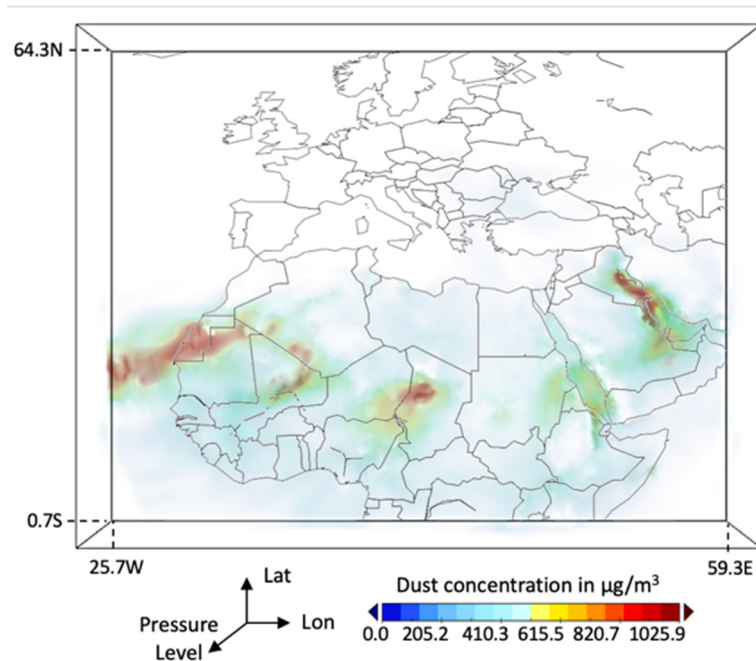 64.3N
0.7S
25.7W
59.3E
Lat
Lon
Pressure
Level
Dust concentration in µg/m³
0.0 205.2 410.3 615.5 820.7 1025.9